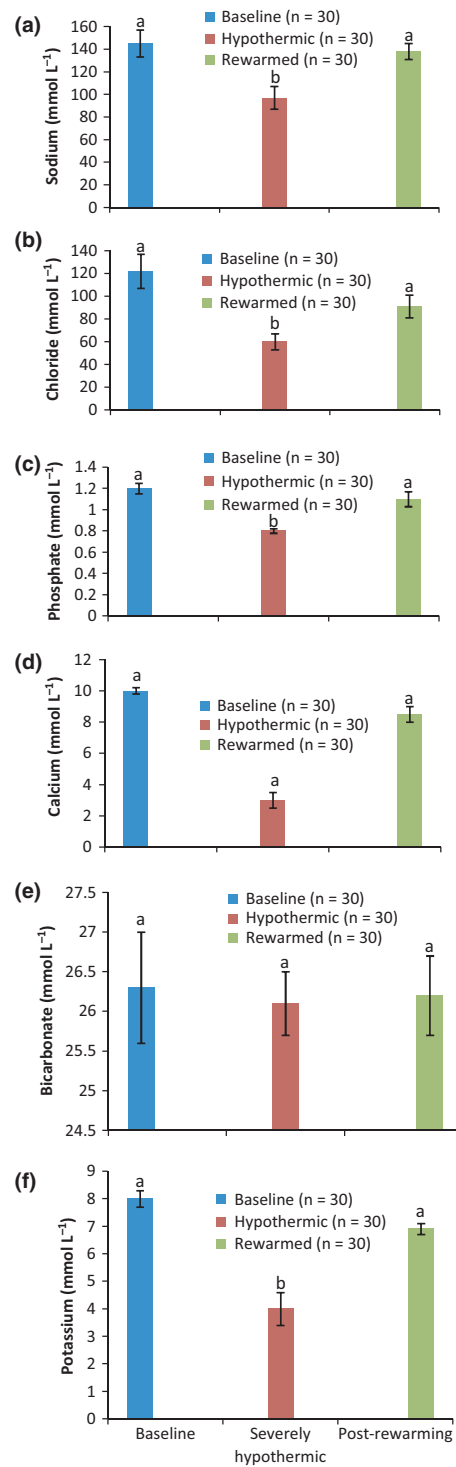 (a)
Sodium (mmol L⁻¹)
160
140
120
100
80
60
40
20
0
a
b
a
Baseline (n = 30)
Hypothermic (n = 30)
Rewarmed (n = 30)
(b)
Chloride (mmol L⁻¹)
140
120
100
80
60
40
20
0
a
b
a
Baseline (n = 30)
Hypothermic (n = 30)
Rewarmed (n = 30)
(c)
Phosphate (mmol L⁻¹)
1.4
1.2
1
0.8
0.6
0.4
0.2
0
a
b
a
Baseline (n = 30)
Hypothermic (n = 30)
Rewarmed (n = 30)
(d)
Calcium (mmol L⁻¹)
12
10
8
6
4
2
0
a
a
a
Baseline (n = 30)
Hypothermic (n = 30)
Rewarmed (n = 30)
(e)
Bicarbonate (mmol L⁻¹)
27.5
27
26.5
26
25.5
25
24.5
a
a
a
Baseline (n = 30)
Hypothermic (n = 30)
Rewarmed (n = 30)
(f)
Potassium (mmol L⁻¹)
9
8
7
6
5
4
3
2
1
0
a
b
a
Baseline (n = 30)
Hypothermic (n = 30)
Rewarmed (n = 30)
Baseline
Severely
hypothermic
Post-rewarming